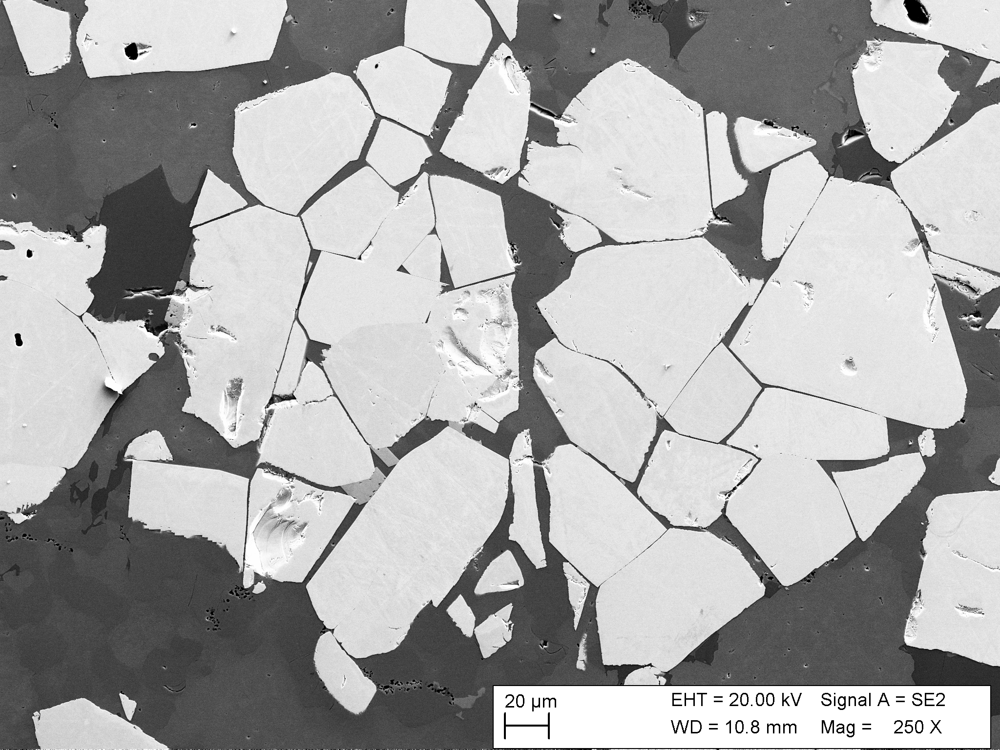 20 µm
EHT = 20.00 kV Signal A = SE2
WD = 10.8 mm Mag = 250 X